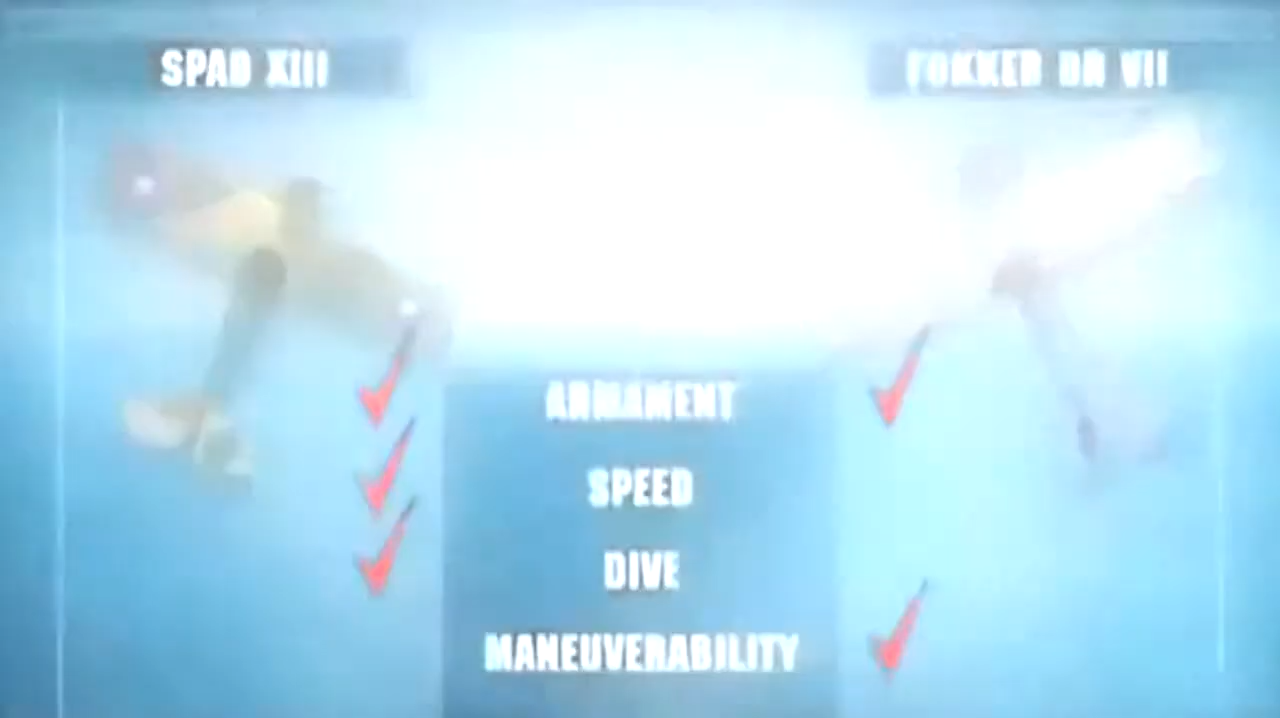 SPAD XIII
FOKKER DR VII
ARMAMENT
SPEED
DIVE
MANEUVERABILITY